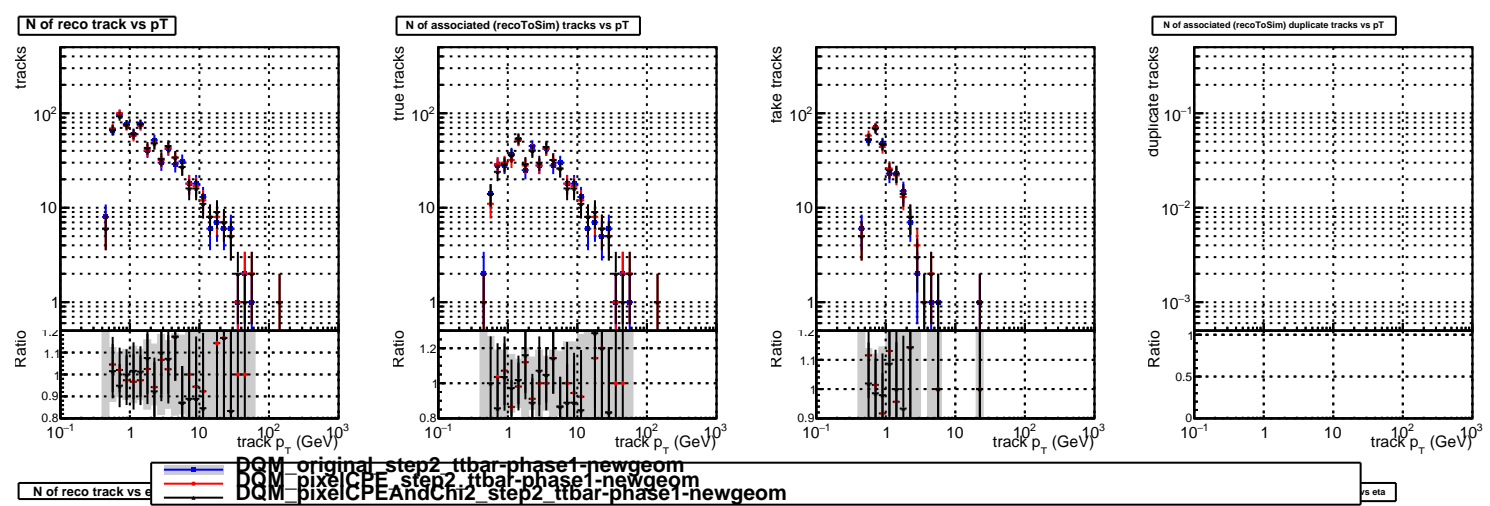 N of reco track vs pT
N of associated (recoToSim) tracks vs pT
N of associated (recoToSim) duplicate tracks vs pT
tracks
10²
10
1
Ratio
1.2
1.1
1
0.9
0.8
10⁻¹ 1 10 10² 10³
track p_T (GeV)
true tracks
10²
10
1
Ratio
1.2
1
0.8
10⁻¹ 1 10 10² 10³
track p_T (GeV)
fake tracks
10²
10
1
Ratio
1.2
1.1
1
0.9
10⁻¹ 1 10 10² 10³
track p_T (GeV)
duplicate tracks
10⁻¹
10⁻²
10⁻³
Ratio
1
0.5
0
10⁻¹ 1 10 10² 10³
track p_T (GeV)
DQM_original_step2_ttbar-phase1-newgeom
DQM_pixelCPE_step2_ttbar-phase1-newgeom
DQM_pixelCPEAndChi2_step2_ttbar-phase1-newgeom
N of reco track vs e
vs eta